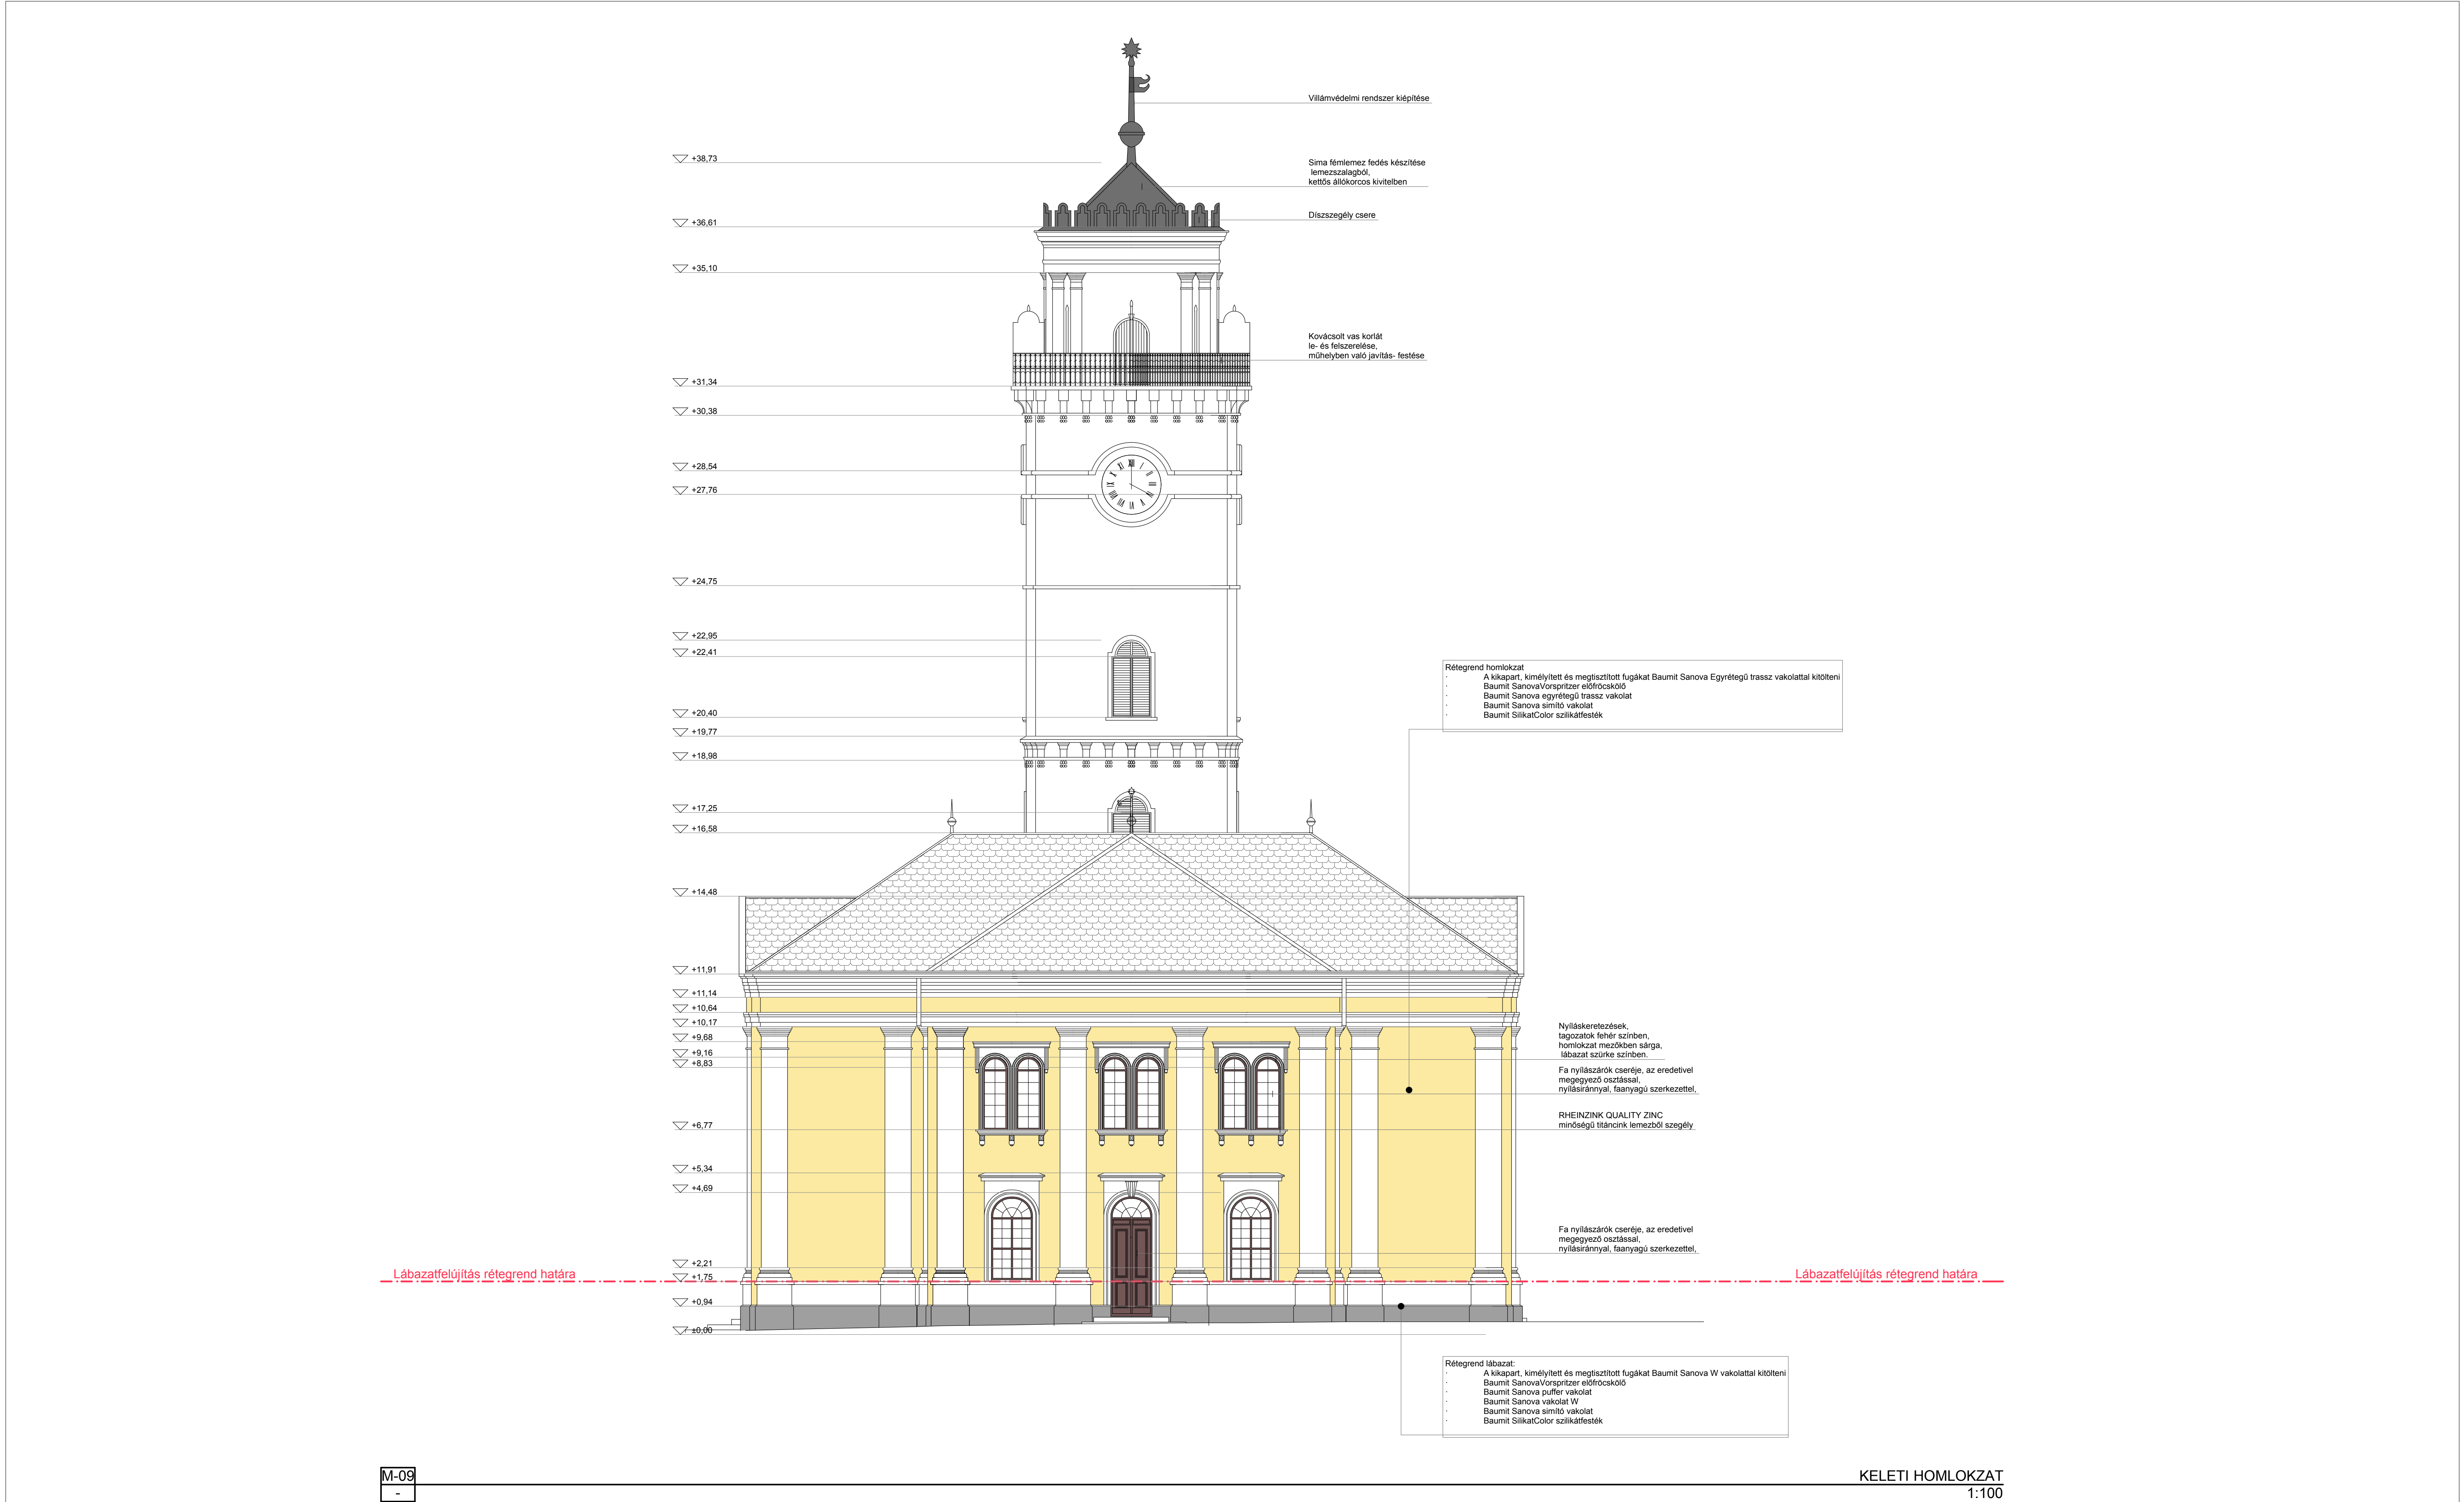 Villámvédelmi rendszer kiépítése
+38,73
Sima fémlemez fedés készítése
lemezszalagból,
kettős állókorcos kivitelben
Díszszegély csere
+36,61
+35,10
Kovácsolt vas korlát
le- és felszerelése,
műhelyben való javítás- festése
+31,34
+30,38
+28,54
+27,76
XII
I
II
III
IV
V
VI
VII
VIII
IX
X
XI
+24,75
+22,95
+22,41
Rétegrend homlokzat
· A kikapart, kimélyített és megtisztított fugákat Baumit Sanova Egyrétegű trassz vakolattal kitölteni
· Baumit SanovaVorspritzer előfröcskölő
· Baumit Sanova egyrétegű trassz vakolat
· Baumit Sanova simító vakolat
· Baumit SilikatColor szilikátfesték
+20,40
+19,77
+18,98
+17,25
+16,58
+14,48
+11,91
+11,14
+10,64
+10,17
+9,68
+9,16
+8,83
Nyíláskeretezések,
tagozatok fehér színben,
homlokzat mezőkben sárga,
lábazat szürke színben.
Fa nyílászárók cseréje, az eredetivel
megegyező osztással,
nyílásiránnyal, faanyagú szerkezettel,
RHEINZINK QUALITY ZINC
minőségű titáncink lemezből szegély
+6,77
+5,34
+4,69
Fa nyílászárók cseréje, az eredetivel
megegyező osztással,
nyílásiránnyal, faanyagú szerkezettel,
+2,21
Lábazatfelújítás rétegrend határa
+1,75
Lábazatfelújítás rétegrend határa
+0,94
±0,00
Rétegrend lábazat:
· A kikapart, kimélyített és megtisztított fugákat Baumit Sanova W vakolattal kitölteni
· Baumit SanovaVorspritzer előfröcskölő
· Baumit Sanova puffer vakolat
· Baumit Sanova vakolat W
· Baumit Sanova simító vakolat
· Baumit SilikatColor szilikátfesték
M-09
-
KELETI HOMLOKZAT
1:100